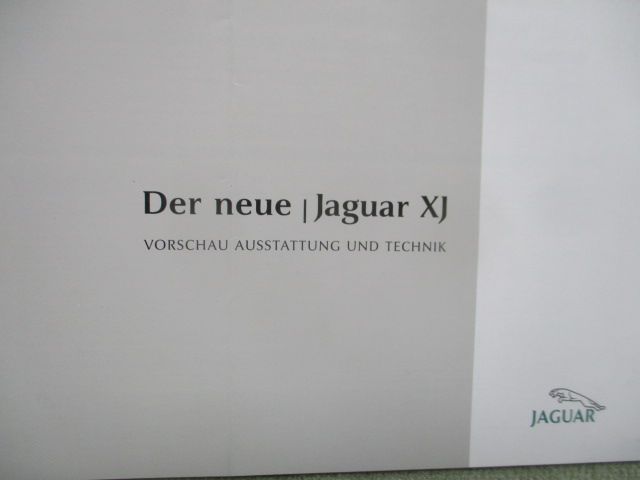 Der neue | Jaguar XJ
VORSCHAU AUSSTATTUNG UND TECHNIK
JAGUAR